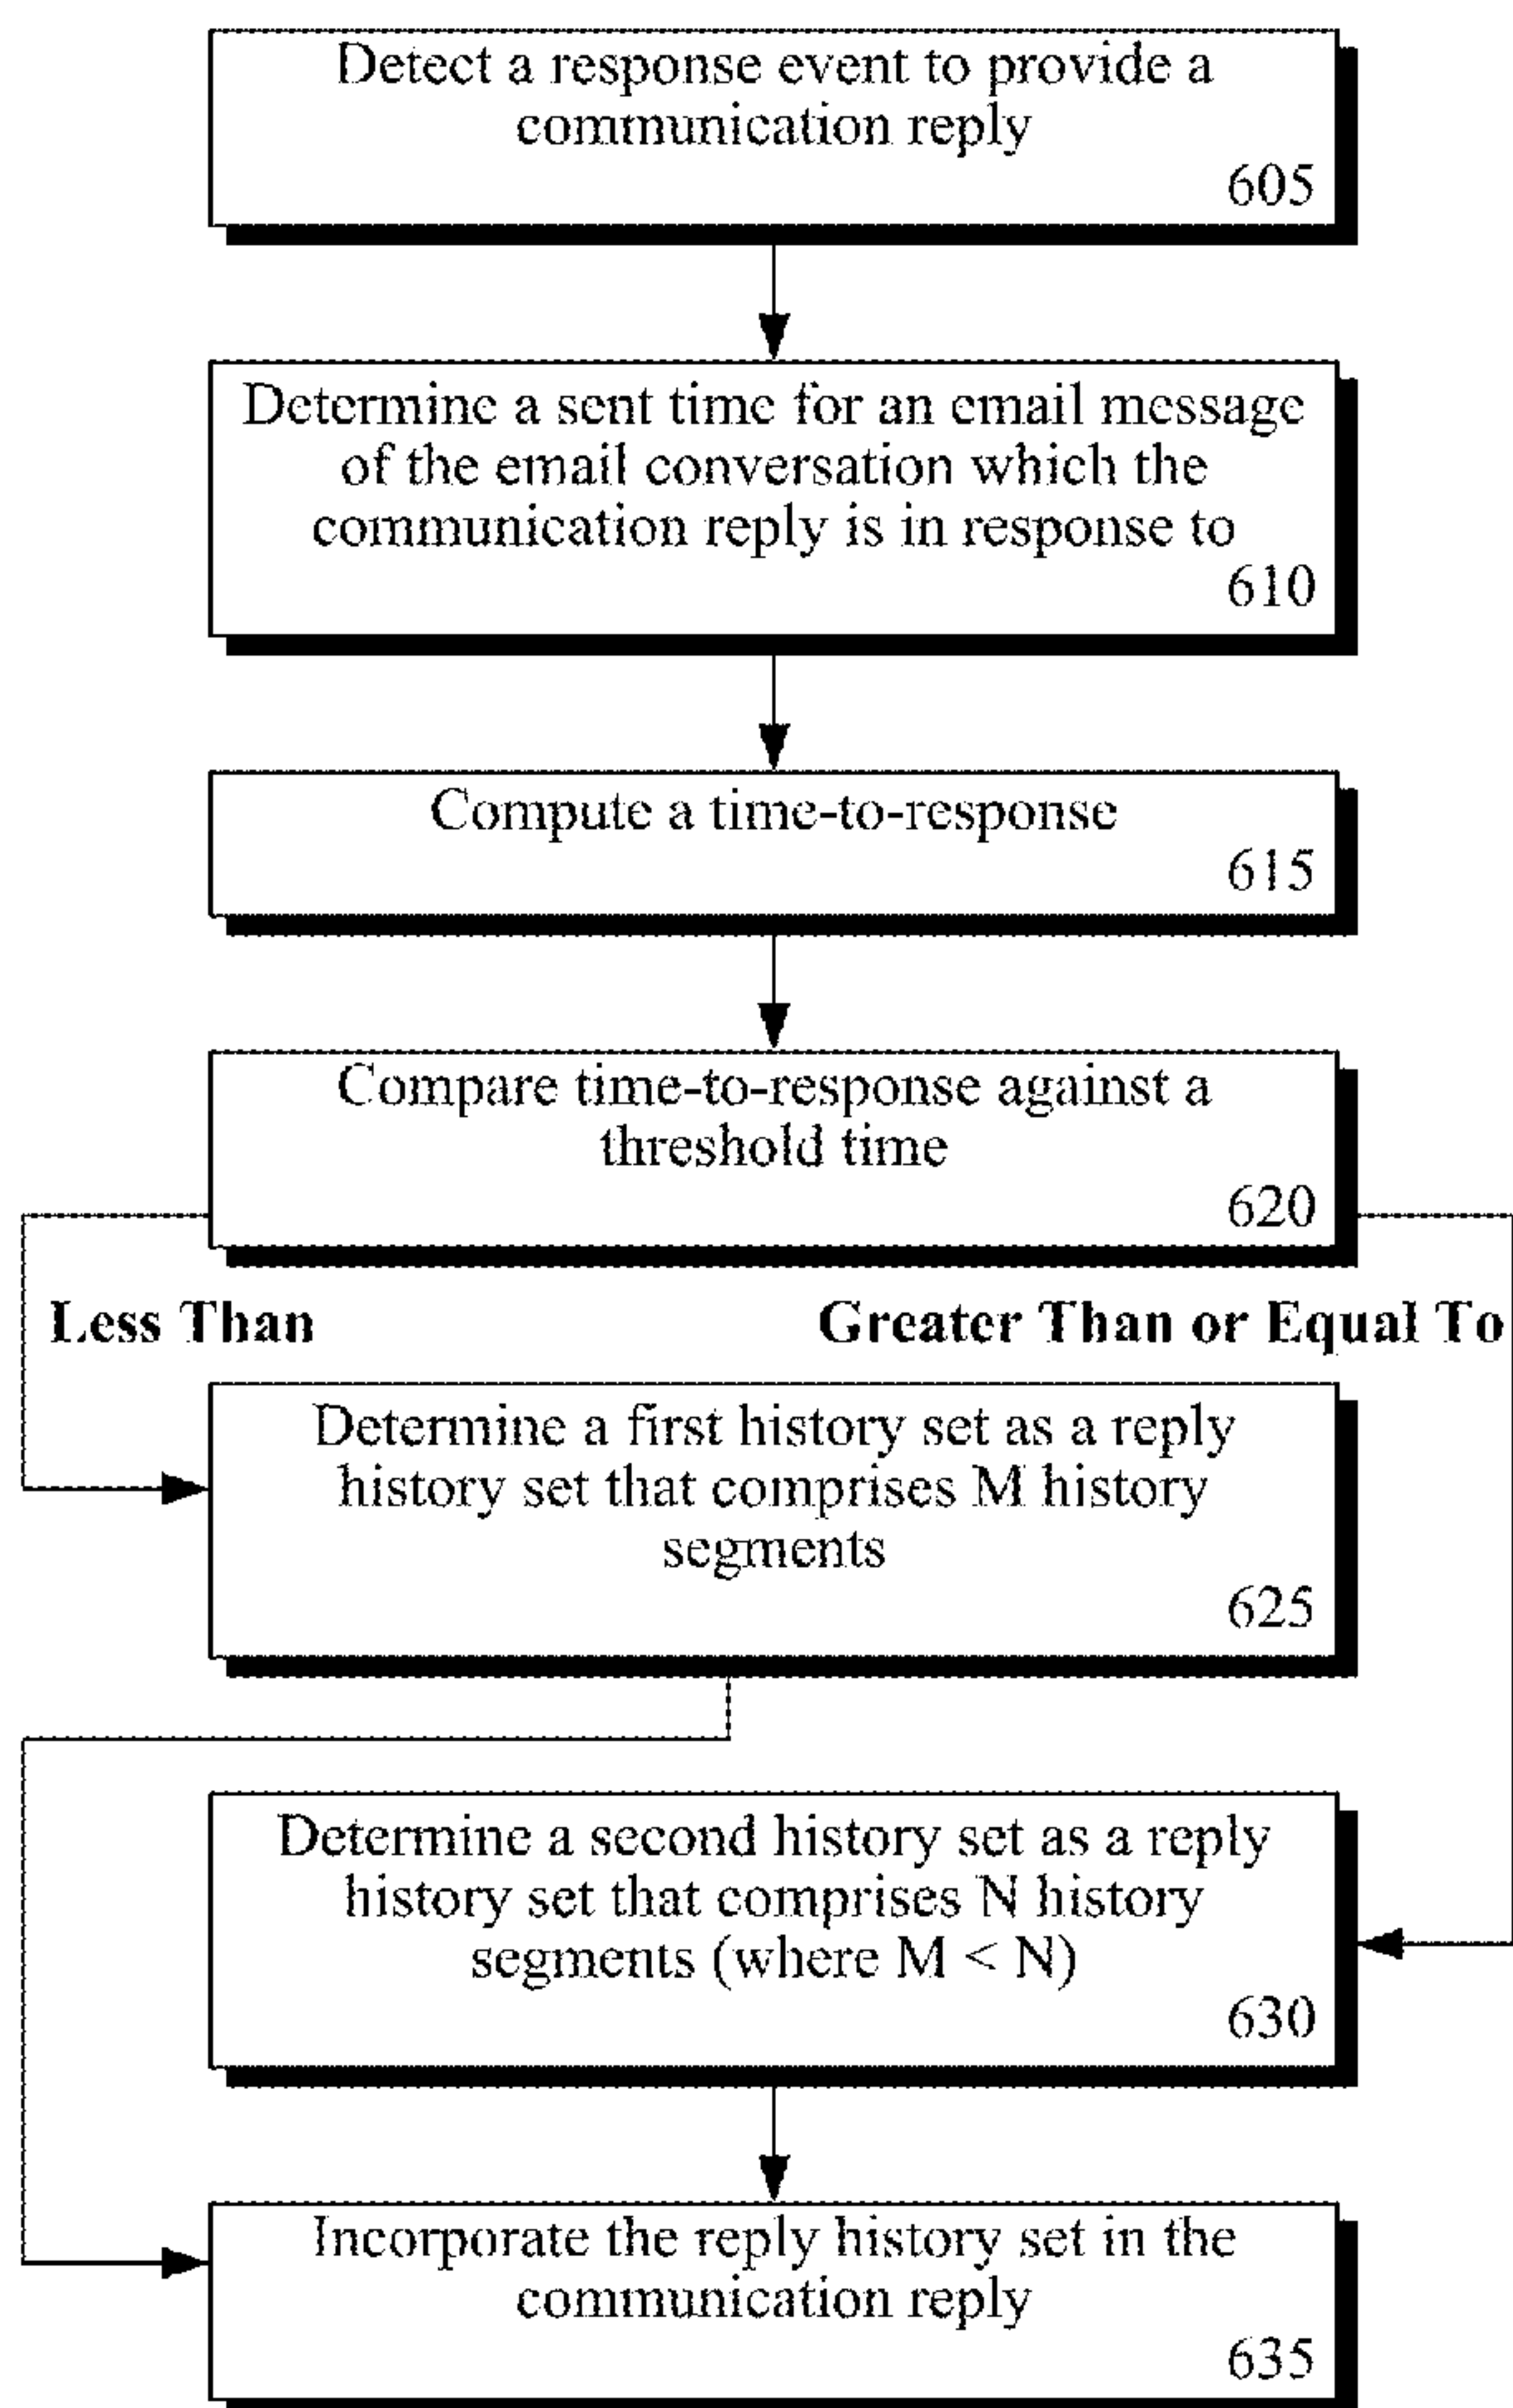 Detect a response event to provide a
communication reply
605
Determine a sent time for an email message
of the email conversation which the
communication reply is in response to
610
Compute a time-to-response
615
Compare time-to-response against a
threshold time
620
Less Than
Greater Than or Equal To
Determine a first history set as a reply
history set that comprises M history
segments
625
Determine a second history set as a reply
history set that comprises N history
segments (where M < N)
630
Incorporate the reply history set in the
communication reply
635